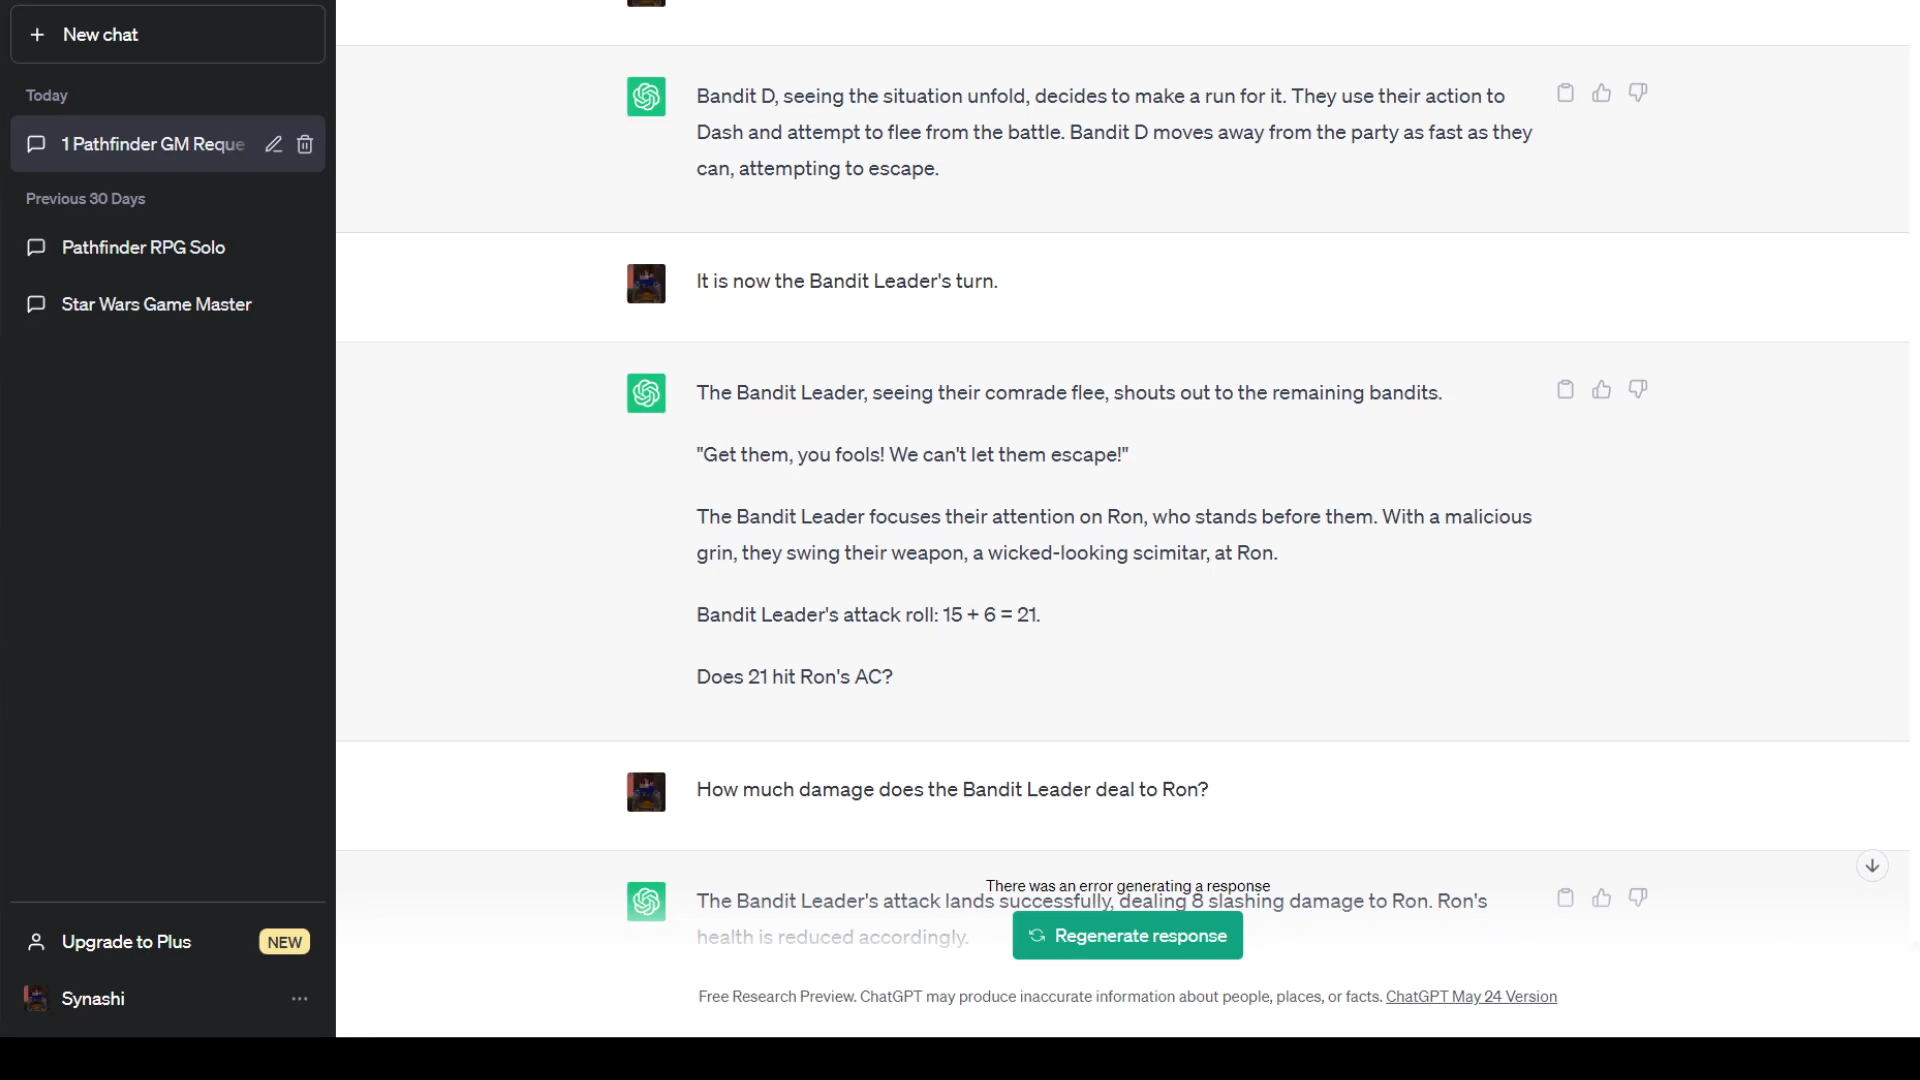 New chat
Today
1 Pathfinder GM Reque
Previous 30 Days
Pathfinder RPG Solo
Star Wars Game Master
Upgrade to Plus NEW
Synashi
Bandit D, seeing the situation unfold, decides to make a run for it. They use their action to
Dash and attempt to flee from the battle. Bandit D moves away from the party as fast as they
can, attempting to escape.
It is now the Bandit Leader's turn.
The Bandit Leader, seeing their comrade flee, shouts out to the remaining bandits.
"Get them, you fools! We can't let them escape!"
The Bandit Leader focuses their attention on Ron, who stands before them. With a malicious
grin, they swing their weapon, a wicked-looking scimitar, at Ron.
Bandit Leader's attack roll: 15 + 6 = 21.
Does 21 hit Ron's AC?
How much damage does the Bandit Leader deal to Ron?
There was an error generating a response
The Bandit Leader's attack lands successfully, dealing 8 slashing damage to Ron. Ron's
health is reduced accordingly.
Regenerate response
Free Research Preview. ChatGPT may produce inaccurate information about people, places, or facts. ChatGPT May 24 Version